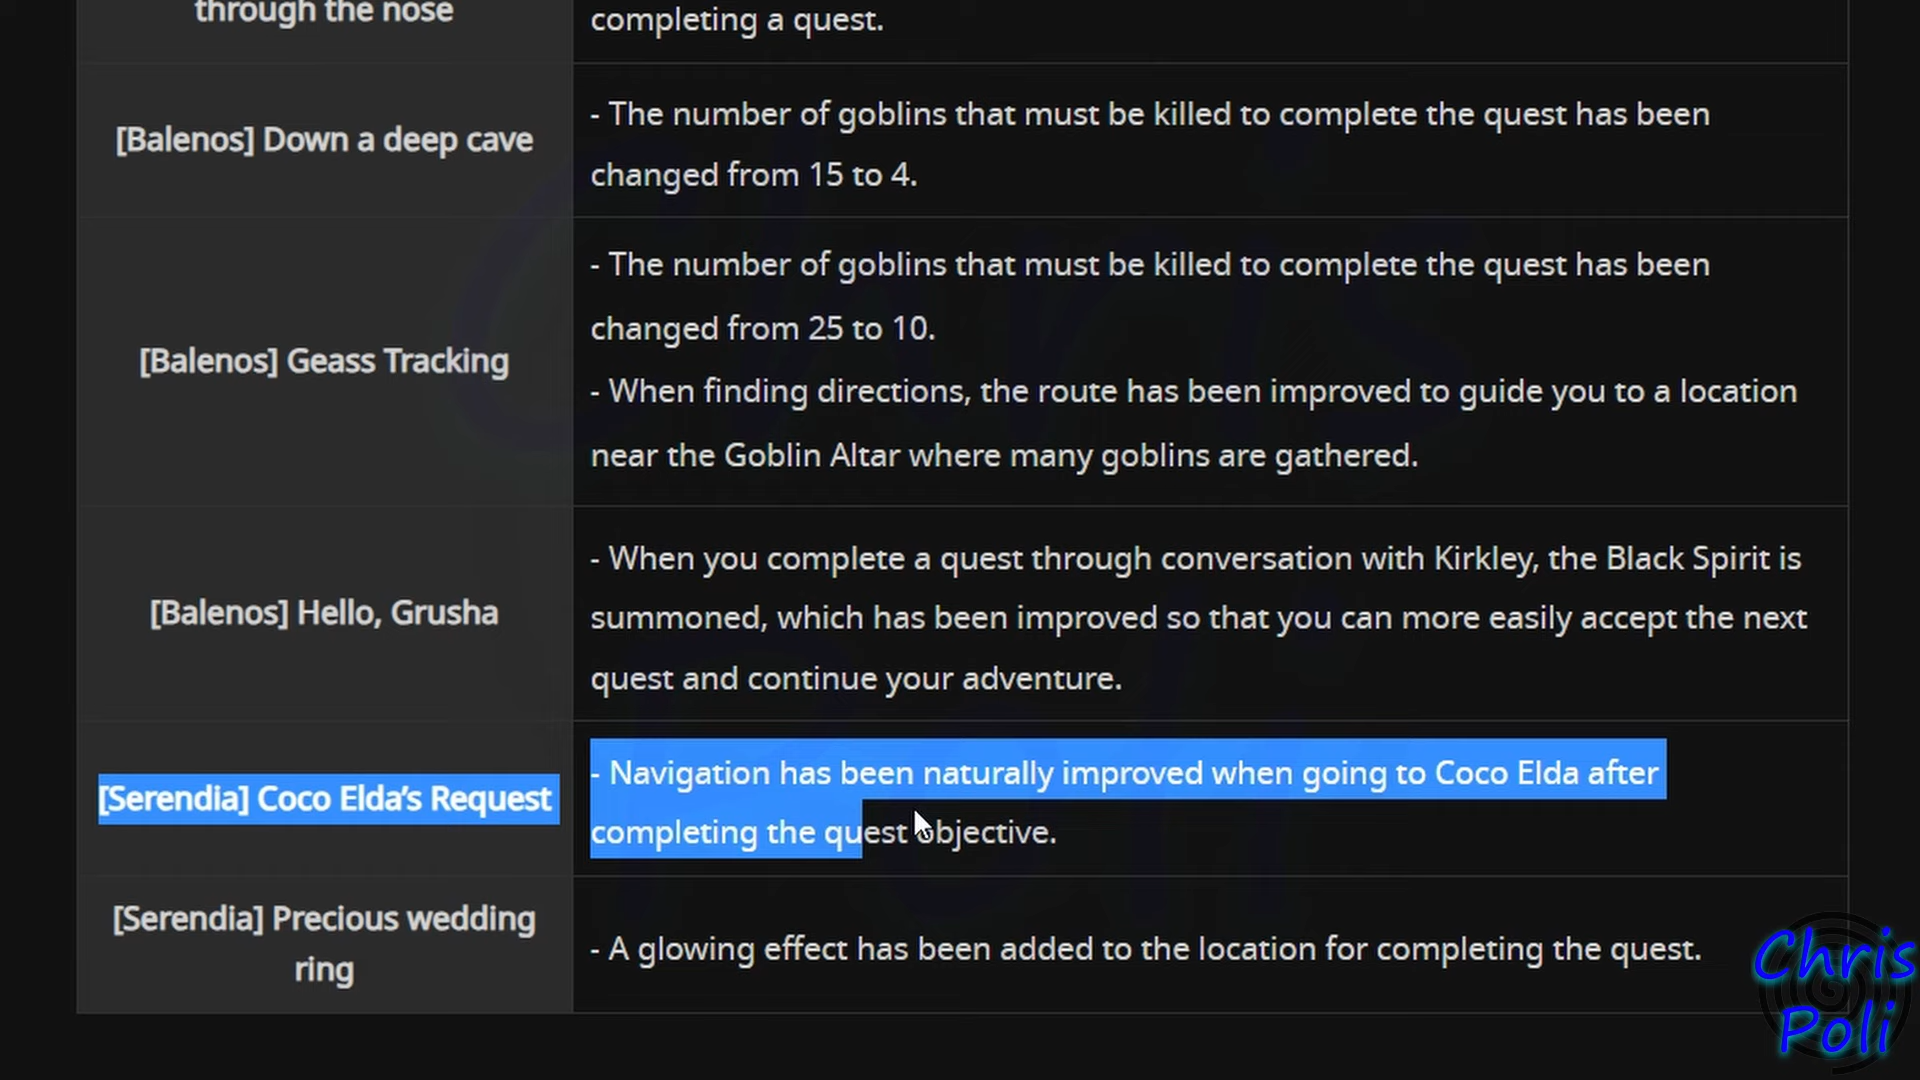 through the nose
completing a quest.
[Balenos] Down a deep cave
- The number of goblins that must be killed to complete the quest has been
changed from 15 to 4.
[Balenos] Geass Tracking
- The number of goblins that must be killed to complete the quest has been
changed from 25 to 10.
- When finding directions, the route has been improved to guide you to a location
near the Goblin Altar where many goblins are gathered.
[Balenos] Hello, Grusha
- When you complete a quest through conversation with Kirkley, the Black Spirit is
summoned, which has been improved so that you can more easily accept the next
quest and continue your adventure.
[Serendia] Coco Elda’s Request
- Navigation has been naturally improved when going to Coco Elda after
completing the quest objective.
[Serendia] Precious wedding
ring
- A glowing effect has been added to the location for completing the quest.
Chris
Poli